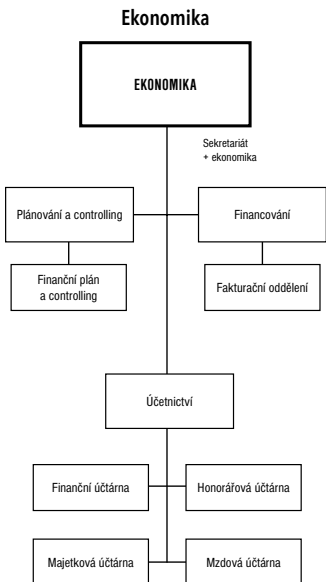 Ekonomika
EKONOMIKA
Sekretariát
+ ekonomika
Plánování a controlling
Financování
Finanční plán
a controlling
Fakturační oddělení
Účetnictví
Finanční účtárna
Honorářová účtárna
Majetková účtárna
Mzdová účtárna